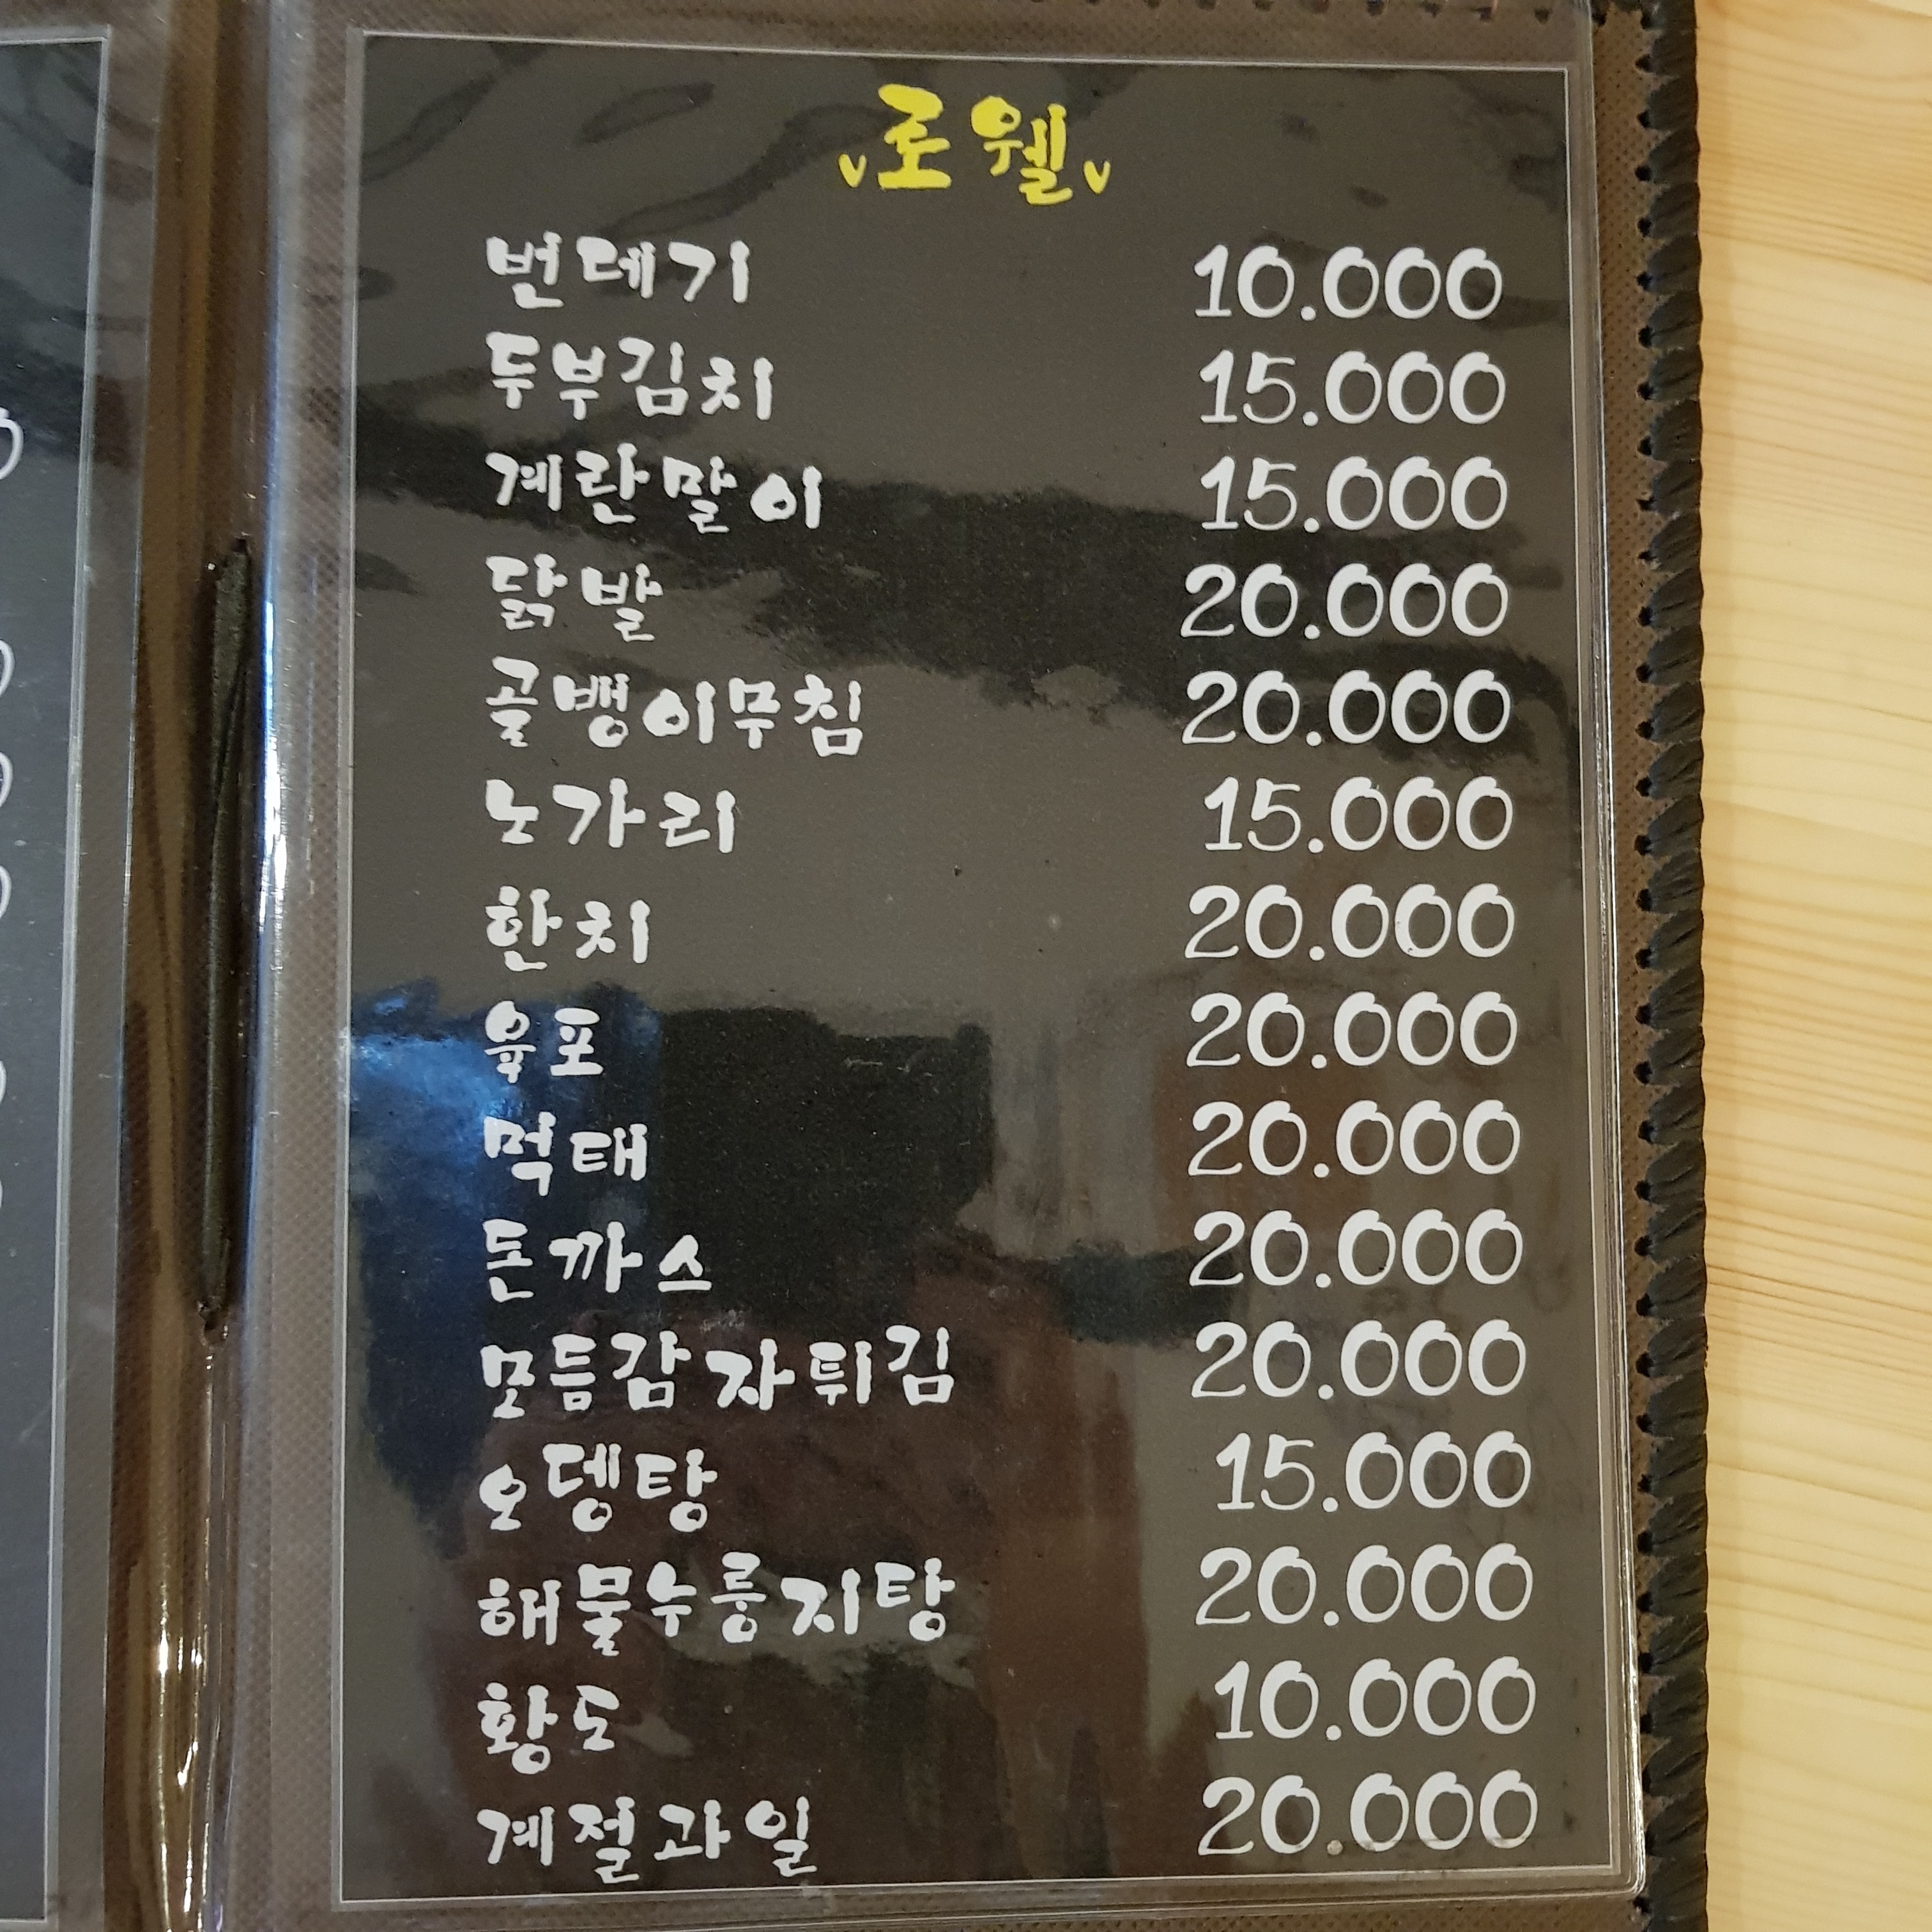 v로웰v
번데기 10.000
두부김치 15.000
계란말이 15.000
닭발 20.000
골뱅이무침 20.000
노가리 15.000
한치 20.000
육포 20.000
먹태 20.000
돈까스 20.000
모듬감자튀김 20.000
오뎅탕 15.000
해물누룽지탕 20.000
황도 10.000
계절과일 20.000